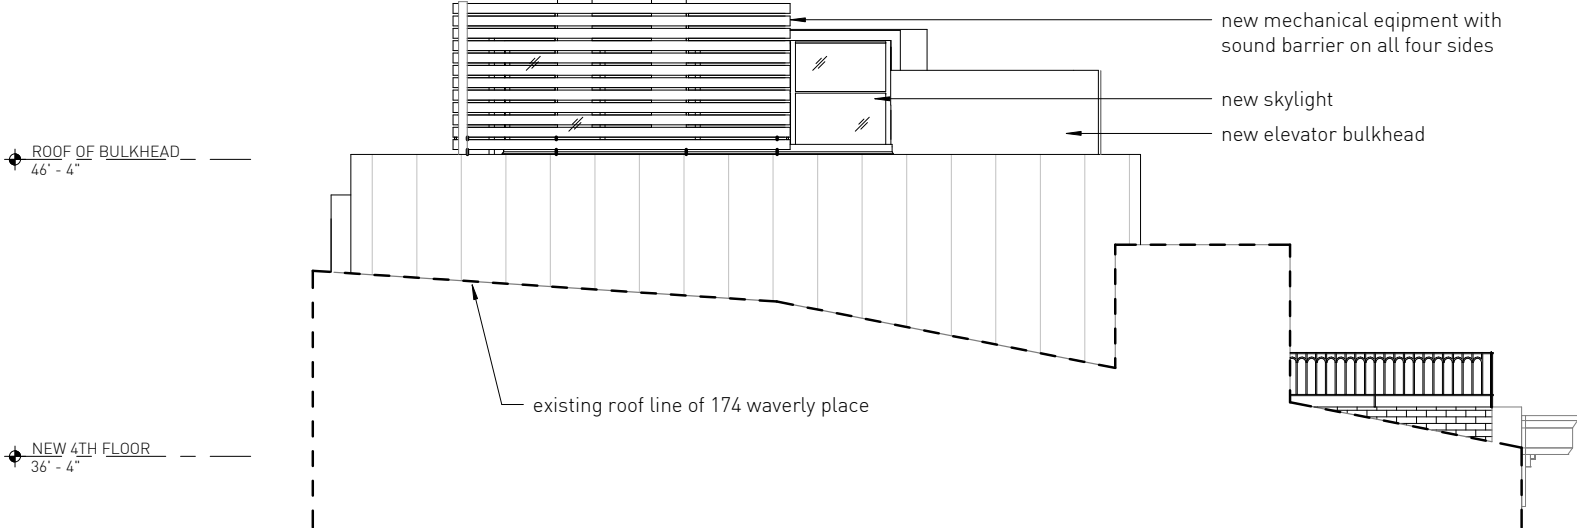 new mechanical eqipment with
sound barrier on all four sides
new skylight
new elevator bulkhead
ROOF OF BULKHEAD
46' - 4"
existing roof line of 174 waverly place
NEW 4TH FLOOR
36' - 4"